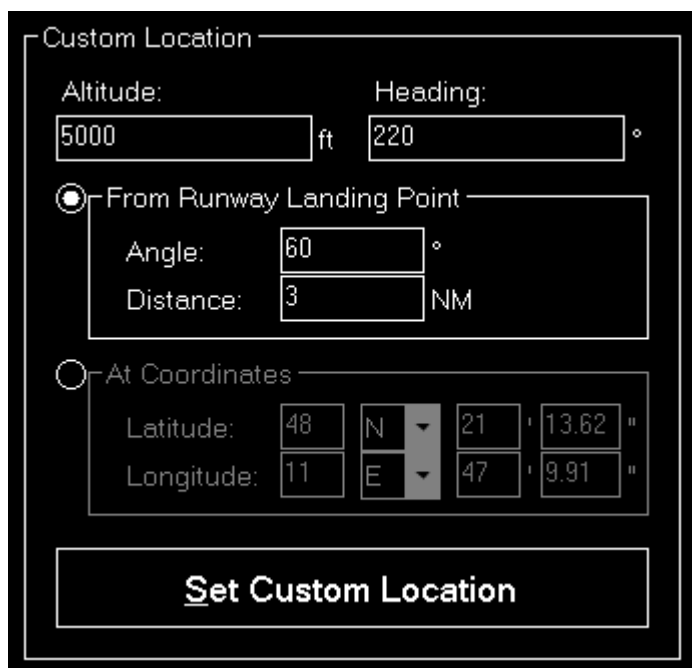 Custom Location
Altitude: Heading:
5000 ft 220 °
From Runway Landing Point
Angle: 60 °
Distance: 3 NM
At Coordinates
Latitude: 48 N 21 ' 13.62 "
Longitude: 11 E 47 ' 9.91 "
Set Custom Location